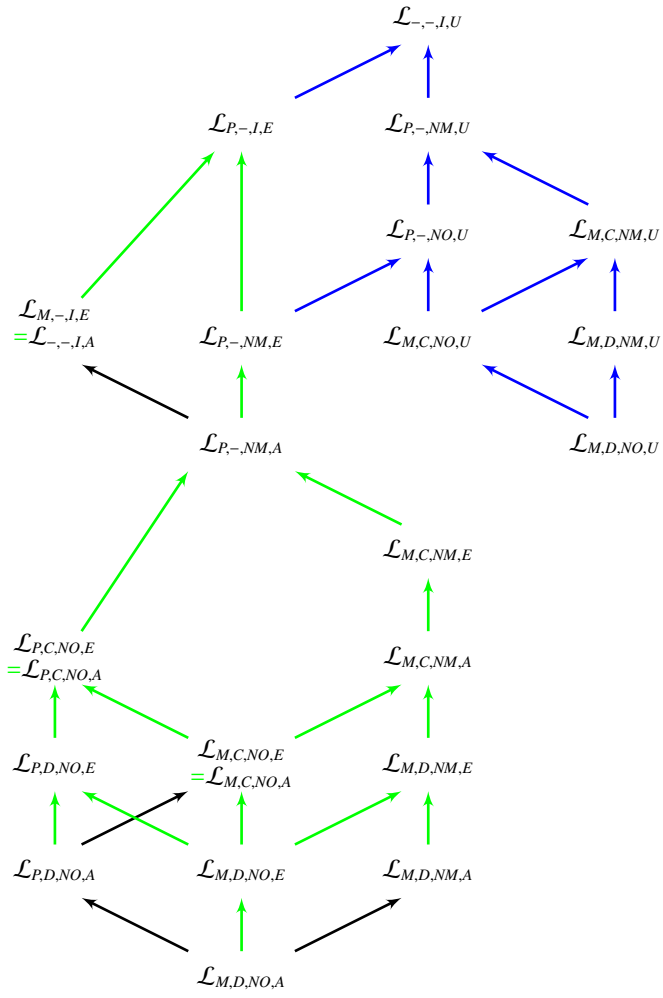 ℒ−,−,I,U
ℒP,−,I,E ℒP,−,NM,U
ℒP,−,NO,U ℒM,C,NM,U
ℒM,−,I,E
=ℒ−,−,I,A ℒP,−,NM,E ℒM,C,NO,U ℒM,D,NM,U
ℒP,−,NM,A ℒM,D,NO,U
ℒM,C,NM,E
ℒP,C,NO,E
=ℒP,C,NO,A ℒM,C,NM,A
ℒP,D,NO,E ℒM,C,NO,E
=ℒM,C,NO,A ℒM,D,NM,E
ℒP,D,NO,A ℒM,D,NO,E ℒM,D,NM,A
ℒM,D,NO,A